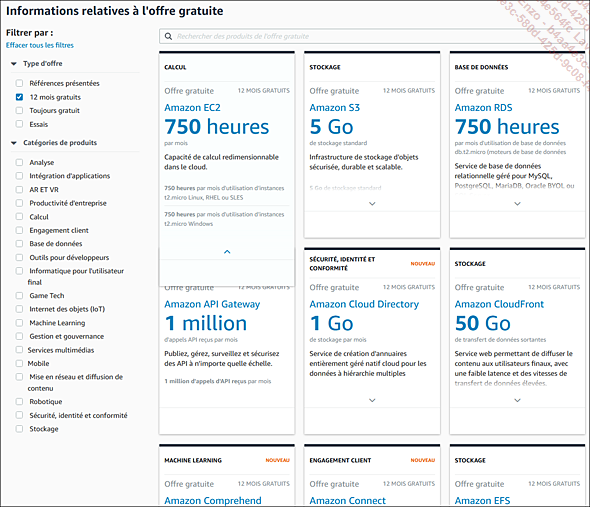 Informations relatives à l'offre gratuite
Filtrer par :
Effacer tous les filtres
Type d'offre
Références présentées
12 mois gratuits
Toujours gratuit
Essais
Catégories de produits
Analyse
Intégration d'applications
AR ET VR
Productivité d'entreprise
Calcul
Engagement client
Base de données
Outils pour développeurs
Informatique pour l'utilisateur
final
Game Tech
Internet des objets (IoT)
Machine Learning
Gestion et gouvernance
Services multimédias
Mobile
Mise en réseau et diffusion de
contenu
Robotique
Sécurité, identité et conformité
Stockage
Rechercher des produits de l'offre gratuite
CALCUL
Offre gratuite 12 MOIS GRATUITS
Amazon EC2
750 heures
par mois
Capacité de calcul redimensionnable
dans le cloud.
750 heures par mois d'utilisation d'instances
t2.micro Linux, RHEL ou SLES
750 heures par mois d'utilisation d'instances
t2.micro Windows
STOCKAGE
Offre gratuite 12 MOIS GRATUITS
Amazon S3
5 Go
de stockage standard
Infrastructure de stockage d'objets
sécurisée, durable et scalable.
5 Go de stockage standard
BASE DE DONNÉES
Offre gratuite 12 MOIS GRATUITS
Amazon RDS
750 heures
par mois d'utilisation de base de données
db.t2.micro (moteurs de base de données
Service de base de données
relationnelle géré pour MySQL,
PostgreSQL, MariaDB, Oracle BYOL ou
Offre gratuite 12 MOIS GRATUITS
Amazon API Gateway
1 million
d'appels API reçus par mois
Publiez, gérez, surveillez et sécurisez
des API à n'importe quelle échelle.
1 million d'appels d'API reçus par mois
SÉCURITÉ, IDENTITÉ ET NOUVEAU
CONFORMITÉ
Offre gratuite 12 MOIS GRATUITS
Amazon Cloud Directory
1 Go
de stockage par mois
Service de création d'annuaires
entièrement géré natif cloud pour les
données à hiérarchie multiples
STOCKAGE
Offre gratuite 12 MOIS GRATUITS
Amazon CloudFront
50 Go
de transfert de données sortantes
Service web permettant de diffuser le
contenu aux utilisateurs finaux, avec
une faible latence et des vitesses de
transfert de données élevées.
MACHINE LEARNING NOUVEAU
Offre gratuite 12 MOIS GRATUITS
Amazon Comprehend
ENGAGEMENT CLIENT NOUVEAU
Offre gratuite 12 MOIS GRATUITS
Amazon Connect
STOCKAGE
Offre gratuite 12 MOIS GRATUITS
Amazon EFS